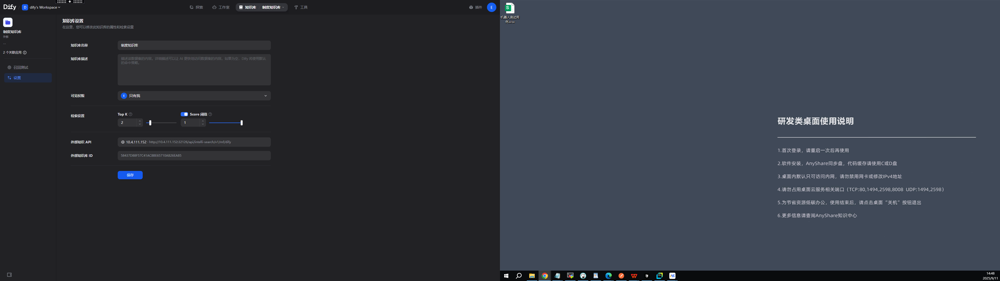 Dify / D dify's Workspace
探索
工作室
知识库 / 制度知识库
工具
插件
E
制度知识库
外部
--
2 个关联应用
召回测试
设置
知识库设置
在这里，您可以修改此知识库的属性和检索设置
知识库名称
制度知识库
知识库描述
描述该数据集的内容。详细描述可以让 AI 更快地访问数据集的内容。如果为空，Dify 将使用默认
的命中策略。
可见权限
E 只有我
检索设置
Top K
2
Score 阈值
1
外部知识 API
10.4.111.152 · http://10.4.111.152:32126/api/intelli-search/v1/mf/dify
外部知识库 ID
58437D88F57C41AC8BE65710AB26EA85
保存
机器人测试用
例.xlsx
研发类桌面使用说明
1.首次登录，请重启一次后再使用
2.软件安装，AnyShare同步盘，代码缓存请使用C或D盘
3.桌面内默认只可访问内网，请勿禁用网卡或修改IPv4地址
4.请勿占用桌面云服务相关端口（TCP:80,1494,2598,8008 UDP:1494,2598）
5.为节省资源低碳办公，使用结束后，请点击桌面“关机”按钮退出
6.更多信息请查阅AnyShare知识中心
14:48
2025/9/11